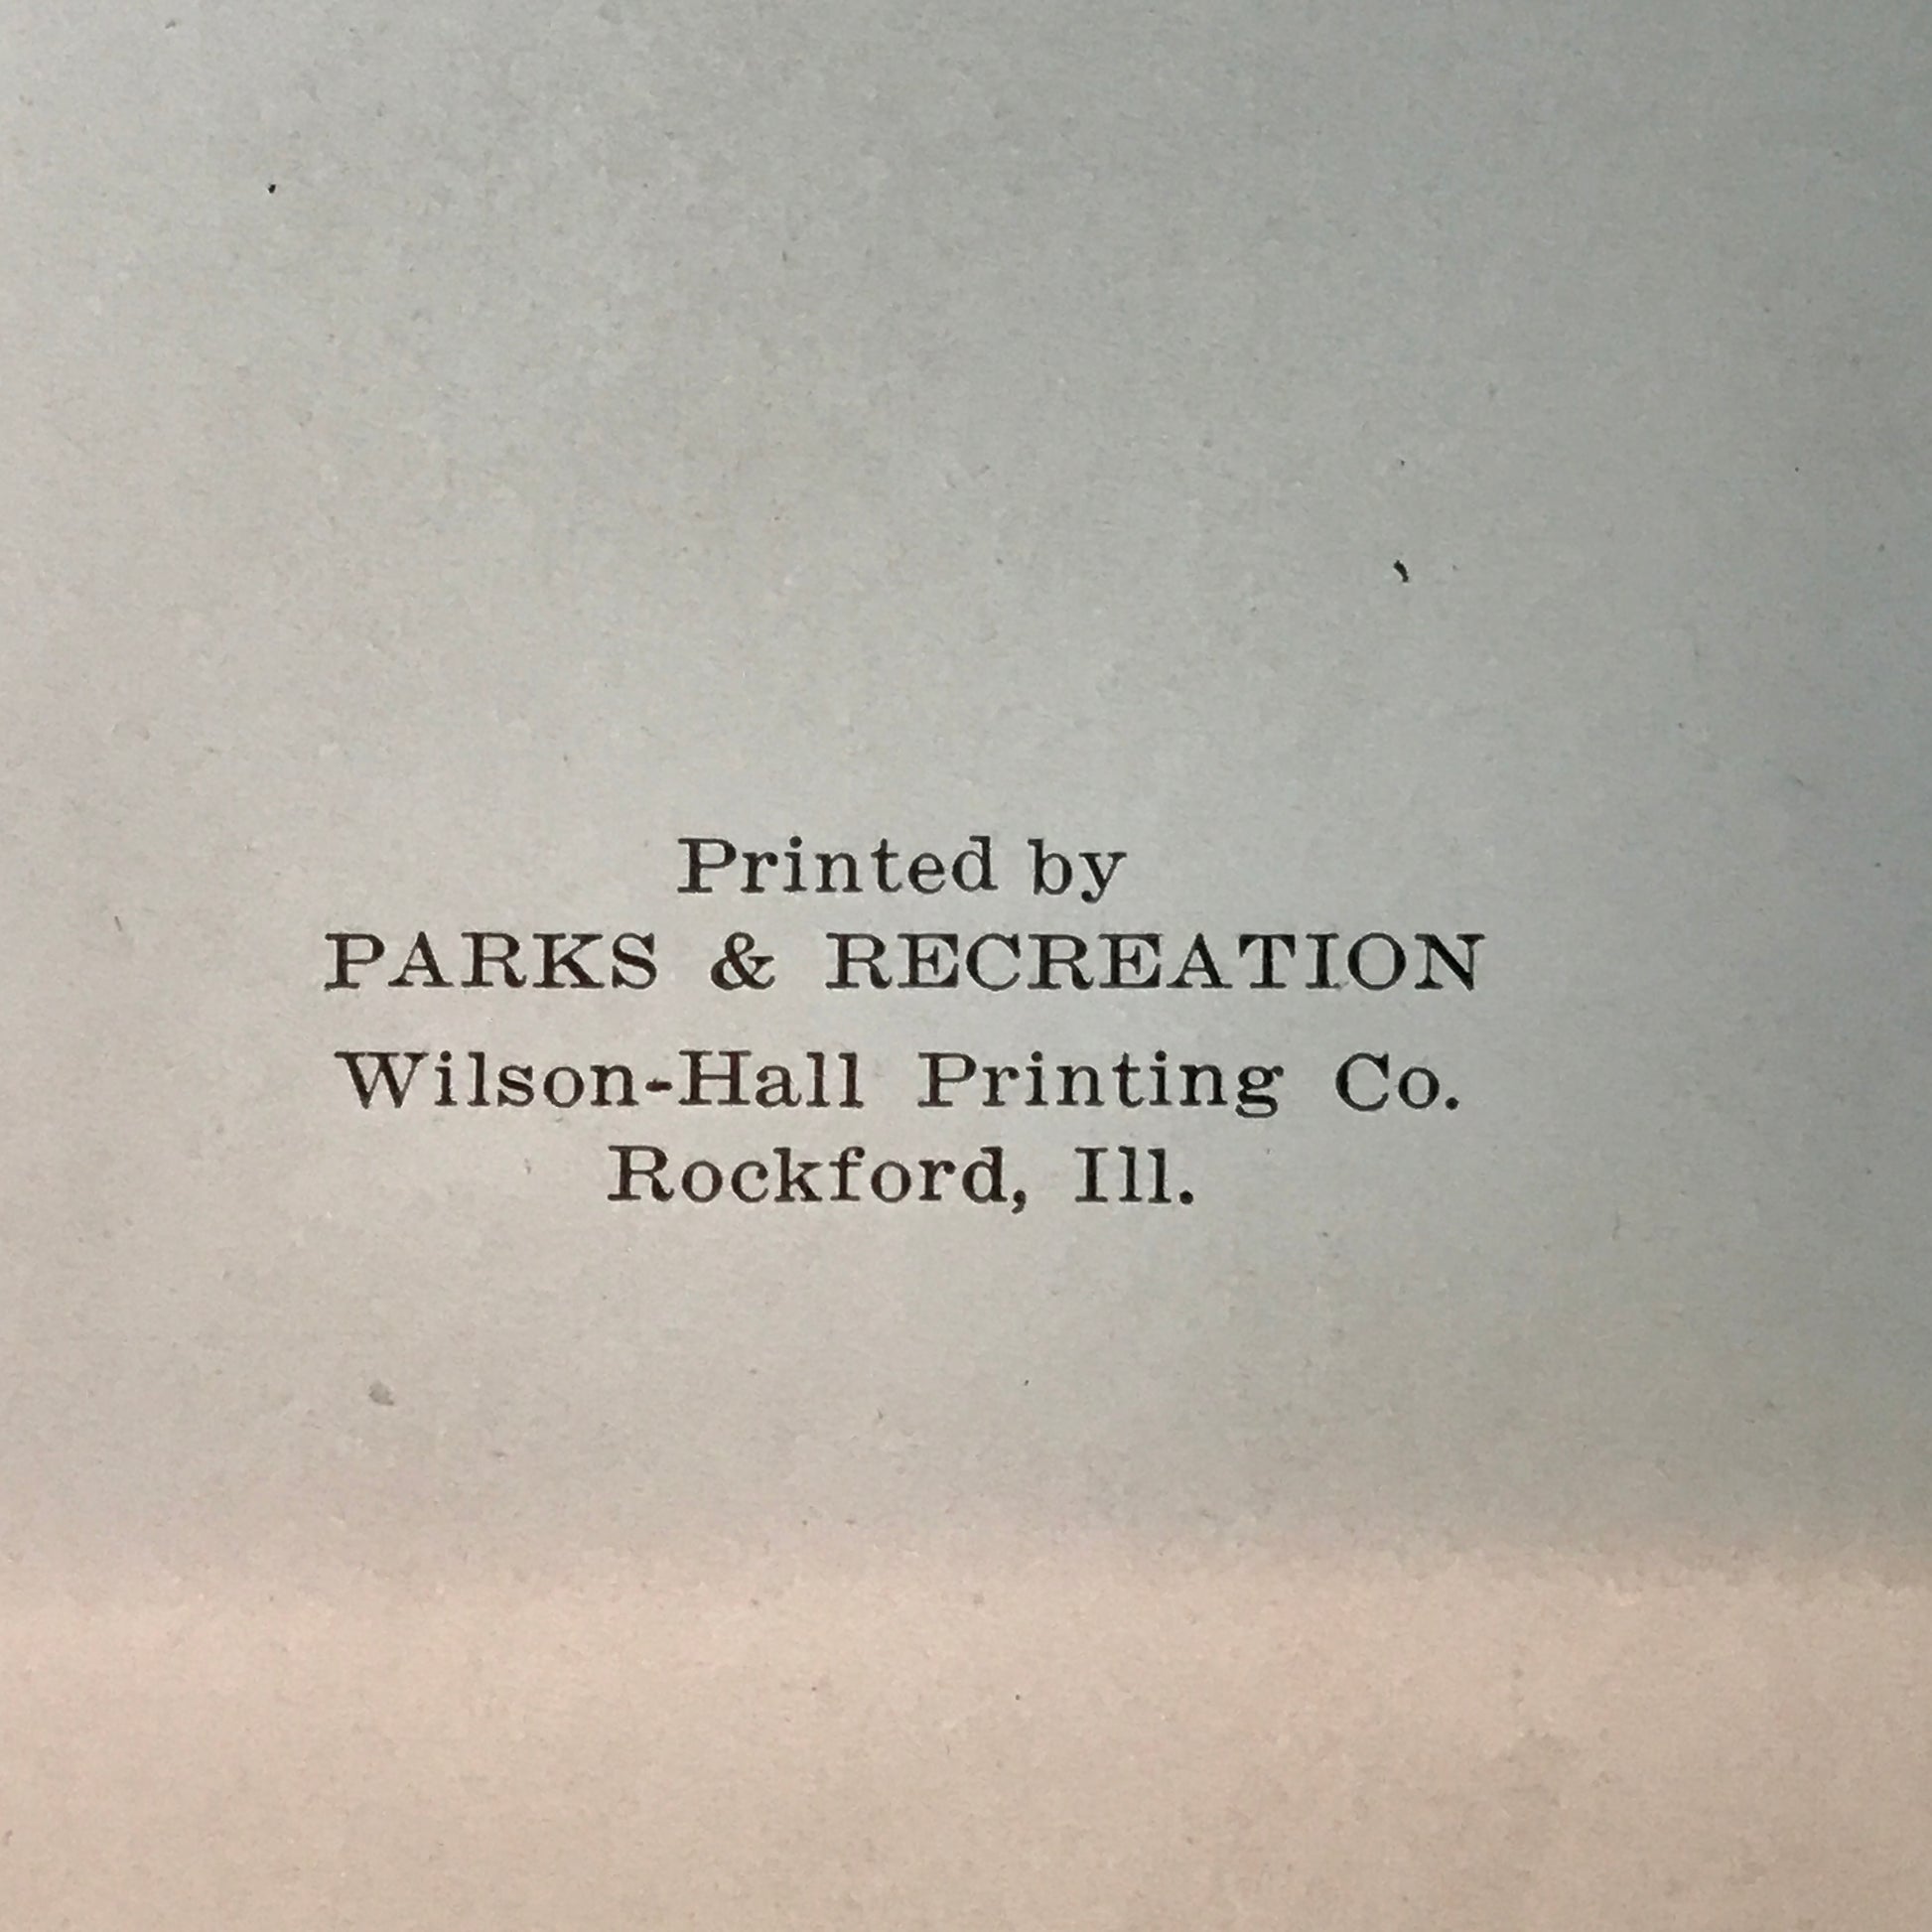 Printed by
PARKS & RECREATION
Wilson-Hall Printing Co.
Rockford, Ill.